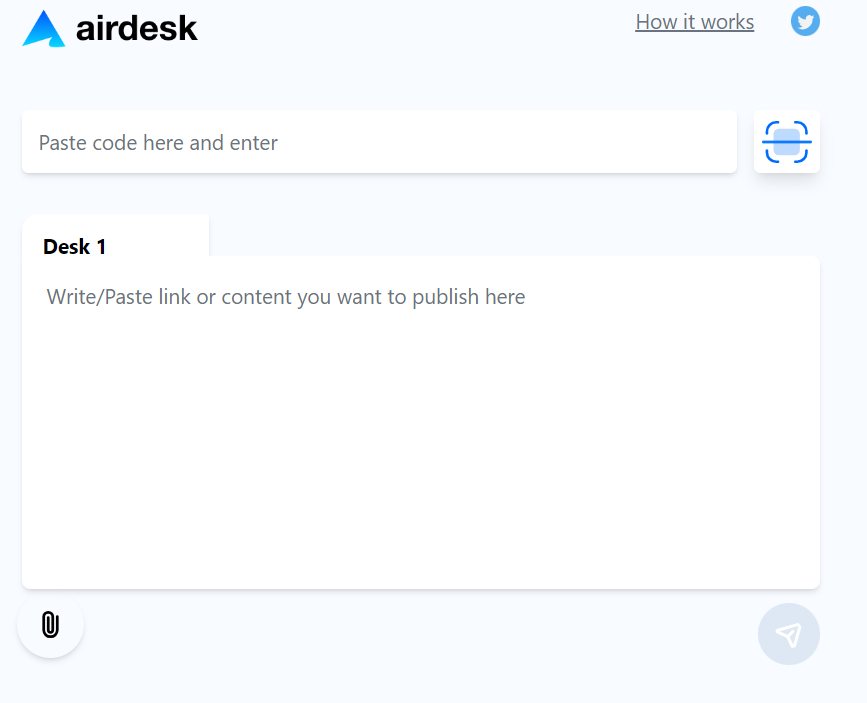 airdesk
How it works
Paste code here and enter
Desk 1
Write/Paste link or content you want to publish here